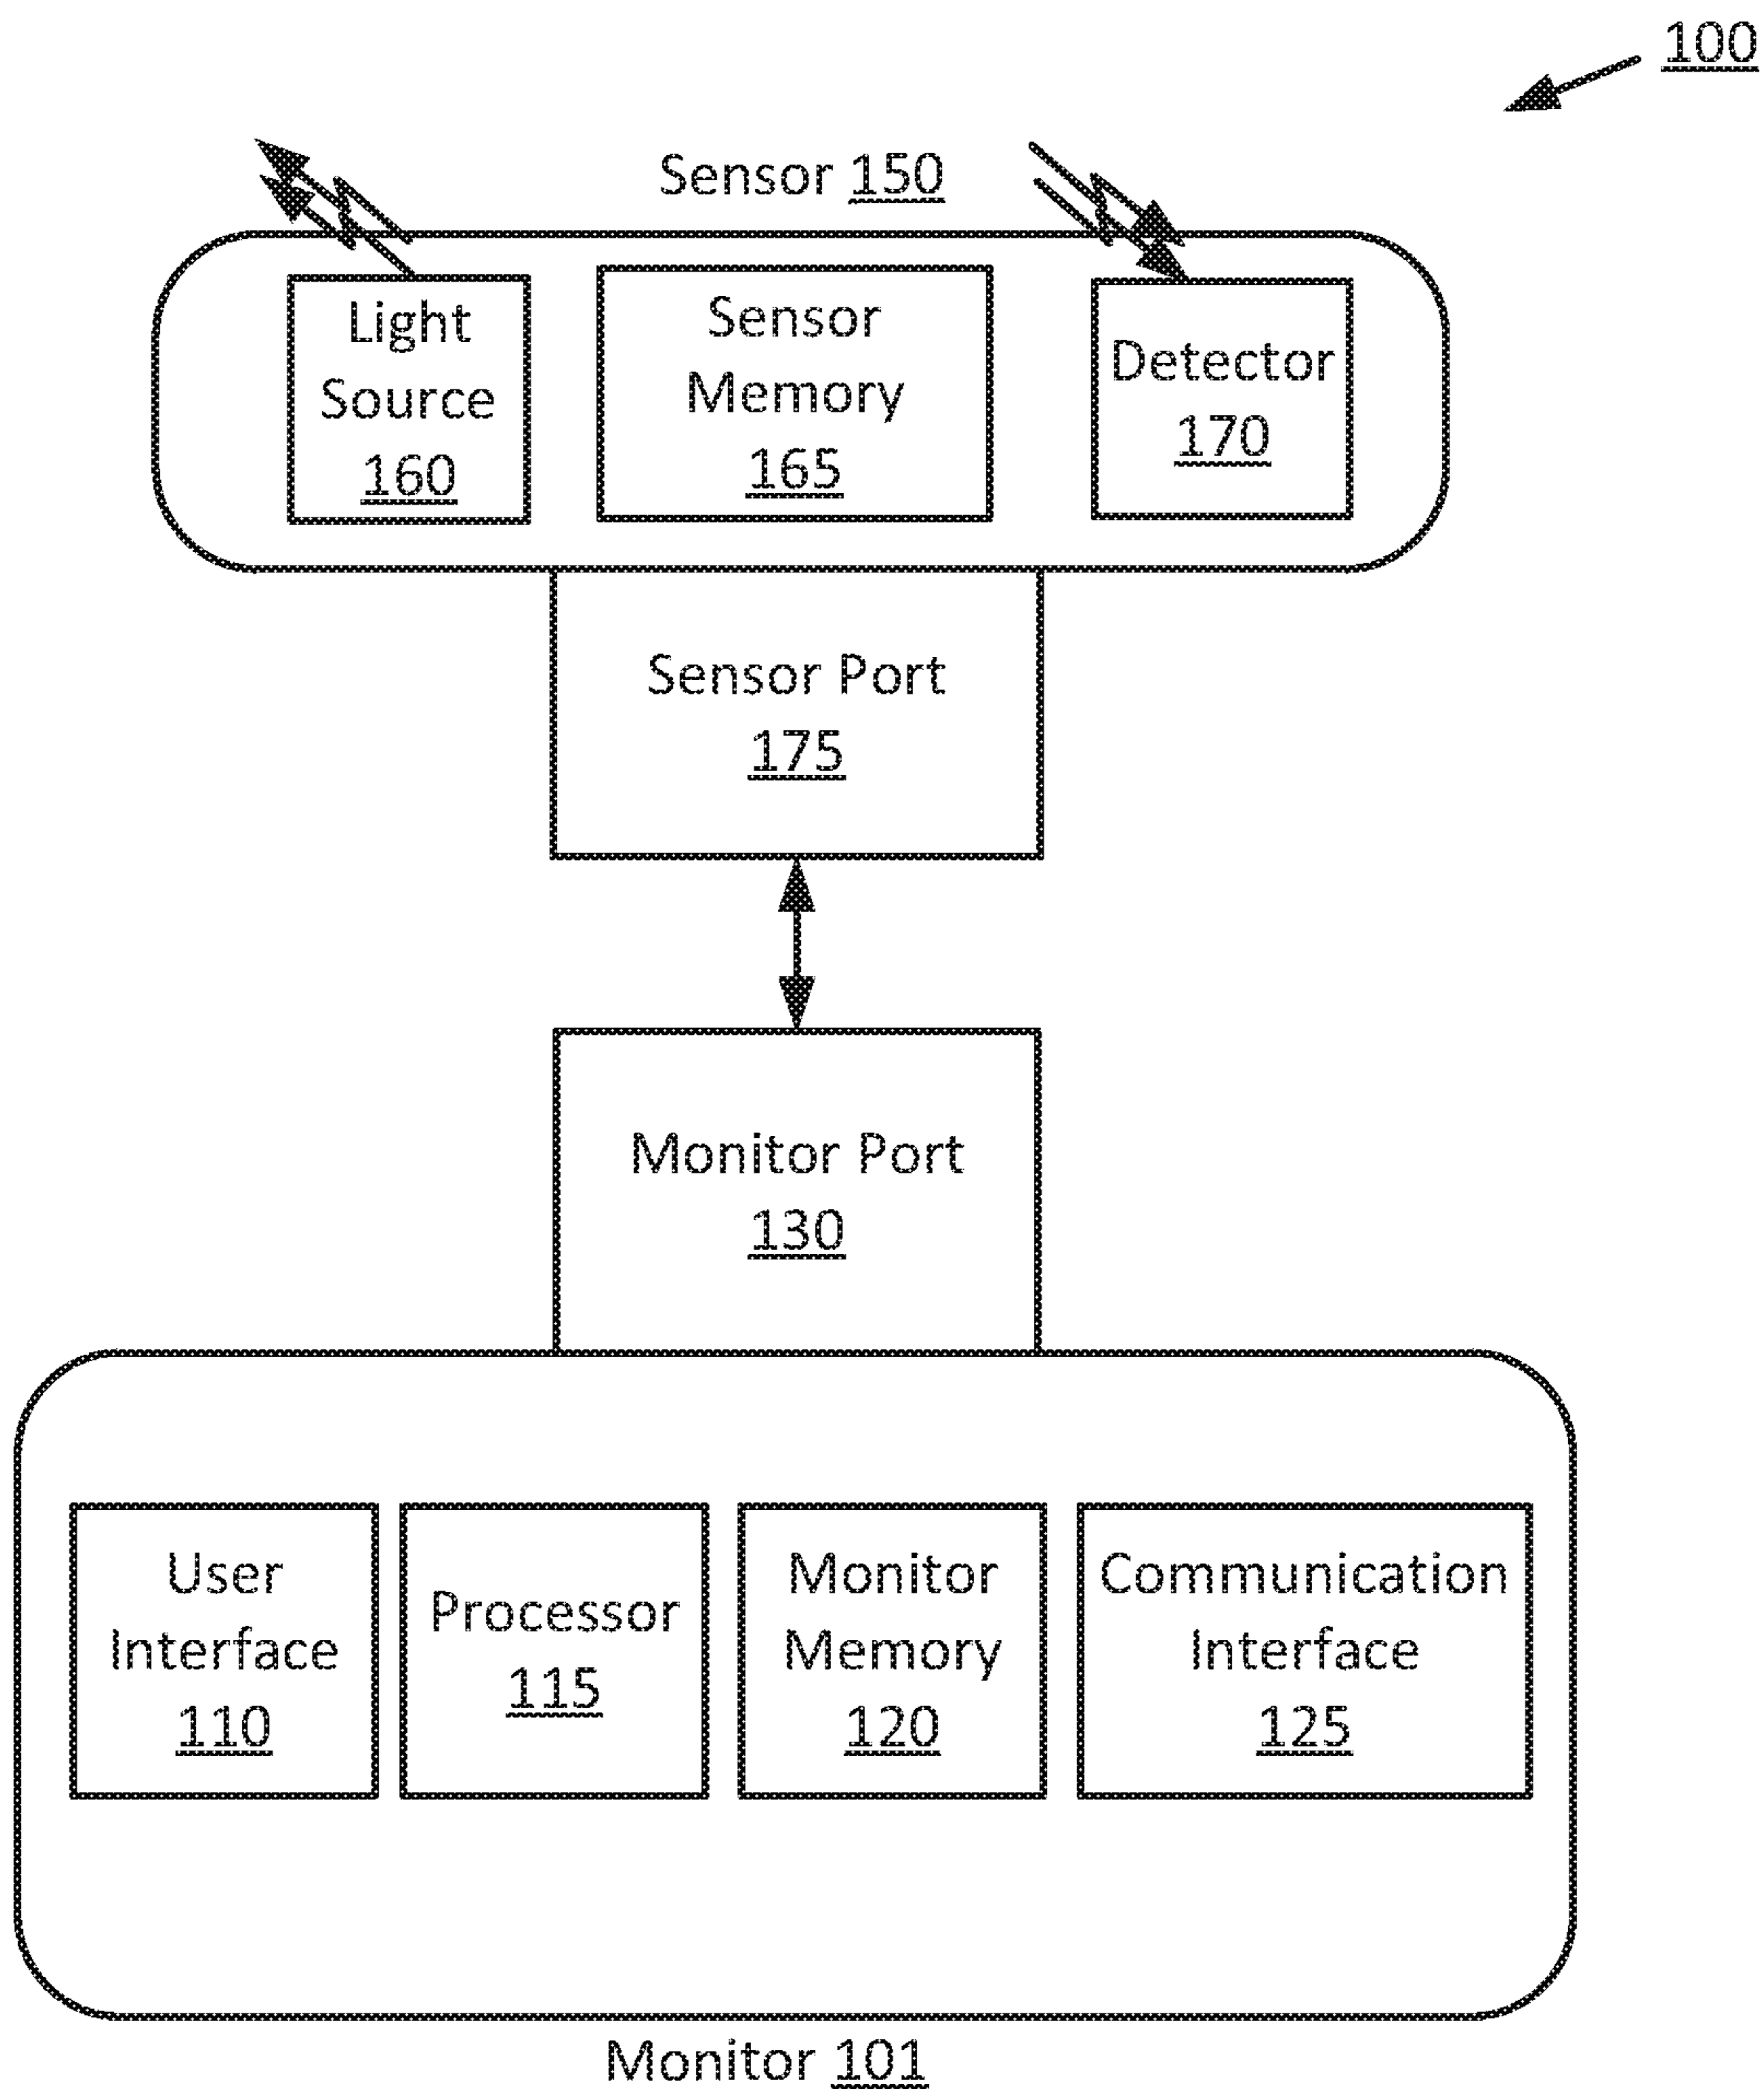 100
Sensor 150
Light
Source
160
Sensor
Memory
165
Detector
170
Sensor Port
175
Monitor Port
130
User
Interface
110
Processor
115
Monitor
Memory
120
Communication
Interface
125
Monitor 101